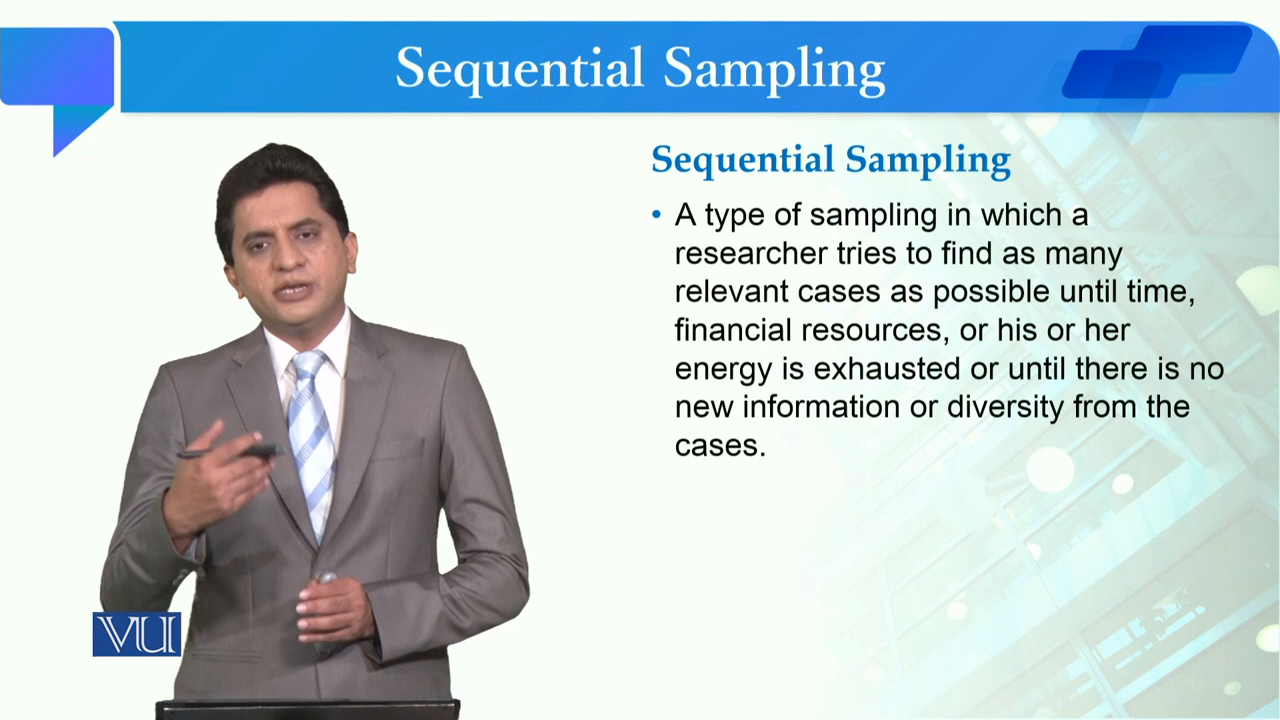 Sequential Sampling
Sequential Sampling
• A type of sampling in which a
researcher tries to find as many
relevant cases as possible until time,
financial resources, or his or her
energy is exhausted or until there is no
new information or diversity from the
cases.
VU